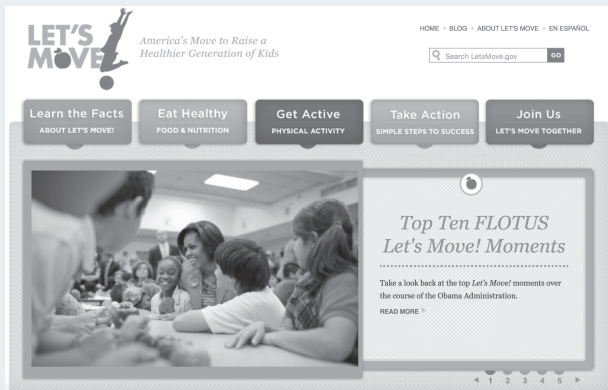 LET'S
MOVE
America's Move to Raise a
Healthier Generation of Kids
HOME • BLOG • ABOUT LET'S MOVE • EN ESPAÑOL
Search LetsMove.gov
GO
Learn the Facts
ABOUT LET'S MOVE!
Eat Healthy
FOOD & NUTRITION
Get Active
PHYSICAL ACTIVITY
Take Action
SIMPLE STEPS TO SUCCESS
Join Us
LET'S MOVE TOGETHER
Top Ten FLOTUS
Let's Move! Moments
Take a look back at the top Let's Move! moments over
the course of the Obama Administration.
READ MORE
1 2 3 4 5